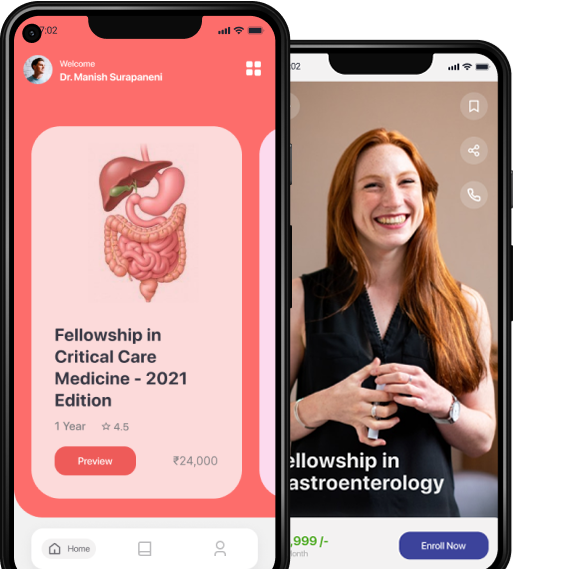 7:02
Welcome
Dr. Manish Surapaneni
Fellowship in
Critical Care
Medicine - 2021
Edition
1 Year
4.5
Preview
₹24,000
Home
:02
ellowship in
astroenterology
,999 /-
onth
Enroll Now